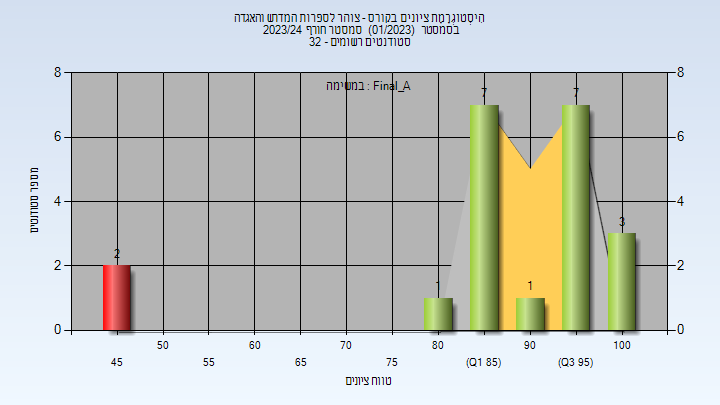 היסטוגרמת ציונים בקורס - צוהר לספרות המדרש והאגדה
בסמסטר (01/2023) סמסטר חורף 2023/24
סטודנטים רשומים - 32
במשימה : Final_A
מספר סטודנטים
8 8
6 6
4 4
2 2
0 0
2 1 7 1 7 3
50 60 70 80 90 100
45 55 65 75 (Q1 85) (Q3 95)
טווח ציונים